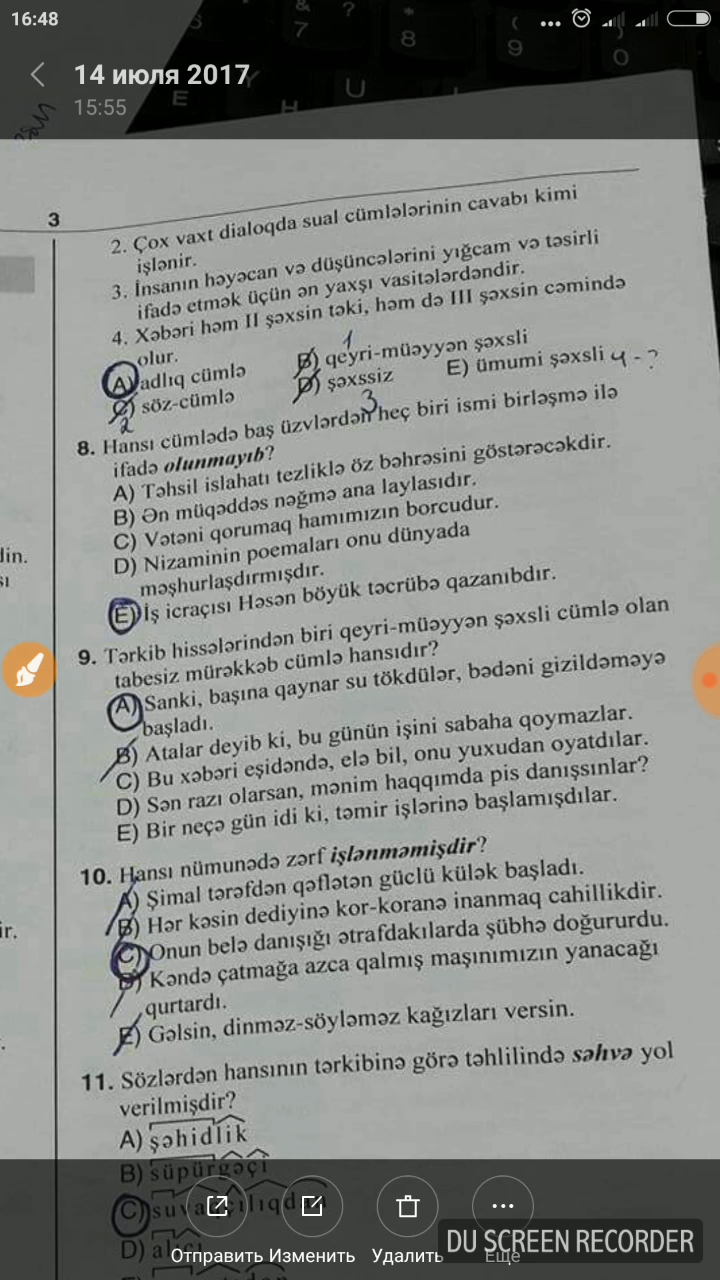 16:48
14 июля 2017
15:55
3
2. Çox vaxt dialoqda sual cümlələrinin cavabı kimi
işlənir.
3. İnsanın həyəcan və düşüncələrini yığcam və təsirli
ifadə etmək üçün ən yaxşı vasitələrdəndir.
4. Xəbəri həm II şəxsin təki, həm də III şəxsin cəmində
olur.
1
A) adlıq cümlə B) qeyri-müəyyən şəxsli
C) söz-cümlə D) şəxssiz E) ümumi şəxsli 4 - ?
2 3
8. Hansı cümlədə baş üzvlərdən heç biri ismi birləşmə ilə
ifadə olunmayıb?
A) Təhsil islahatı tezliklə öz bəhrəsini göstərəcəkdir.
B) Ən müqəddəs nəğmə ana laylasıdır.
C) Vətəni qorumaq hamımızın borcudur.
D) Nizaminin poemaları onu dünyada
məşhurlaşdırmışdır.
E) İş icraçısı Həsən böyük təcrübə qazanıbdır.
9. Tərkib hissələrindən biri qeyri-müəyyən şəxsli cümlə olan
tabesiz mürəkkəb cümlə hansıdır?
A) Sanki, başına qaynar su tökdülər, bədəni gizildəməyə
başladı.
B) Atalar deyib ki, bu günün işini sabaha qoymazlar.
C) Bu xəbəri eşidəndə, elə bil, onu yuxudan oyatdılar.
D) Sən razı olarsan, mənim haqqımda pis danışsınlar?
E) Bir neçə gün idi ki, təmir işlərinə başlamışdılar.
10. Hansı nümunədə zərf işlənməmişdir?
A) Şimal tərəfdən qəflətən güclü külək başladı.
B) Hər kəsin dediyinə kor-koranə inanmaq cahillikdir.
C) Onun belə danışığı ətrafdakılarda şübhə doğururdu.
D) Kəndə çatmağa azca qalmış maşınımızın yanacağı
qurtardı.
E) Gəlsin, dinməz-söyləməz kağızları versin.
11. Sözlərdən hansının tərkibinə görə təhlilində səhvə yol
verilmişdir?
A) şəhidlik
B) süpürgəçi
C)
D)
din.
sı
ir.
Отправить Изменить Удалить Ещё
DU SCREEN RECORDER